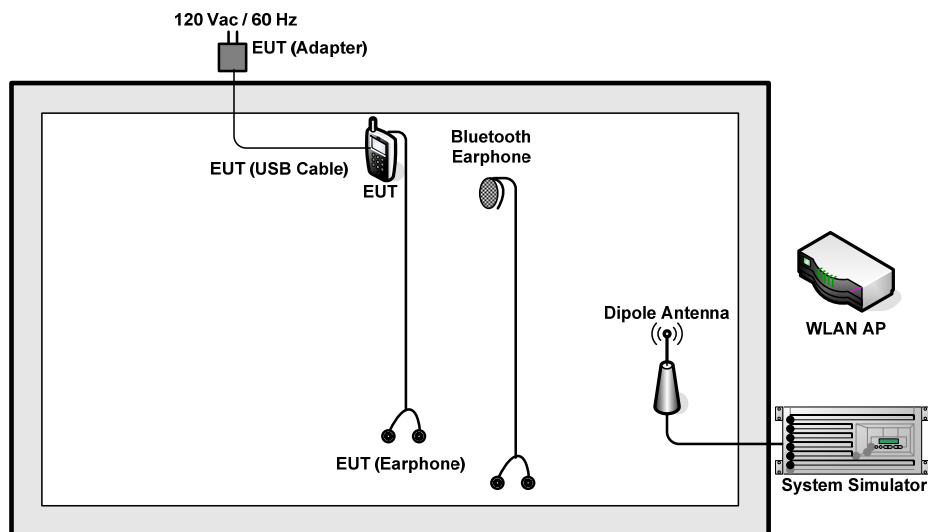 120 Vac / 60 Hz
EUT (Adapter)
EUT (USB Cable)
EUT
Bluetooth
Earphone
EUT (Earphone)
Dipole Antenna
WLAN AP
System Simulator